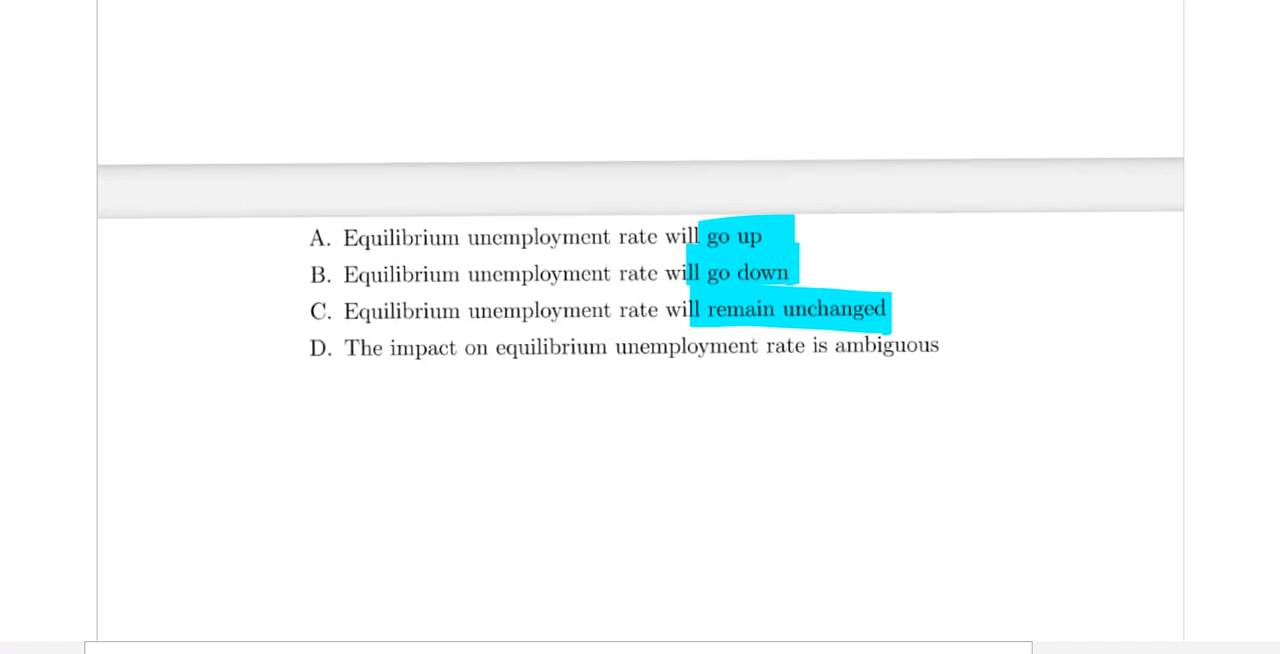 A. Equilibrium unemployment rate will go up
B. Equilibrium unemployment rate will go down
C. Equilibrium unemployment rate will remain unchanged
D. The impact on equilibrium unemployment rate is ambiguous